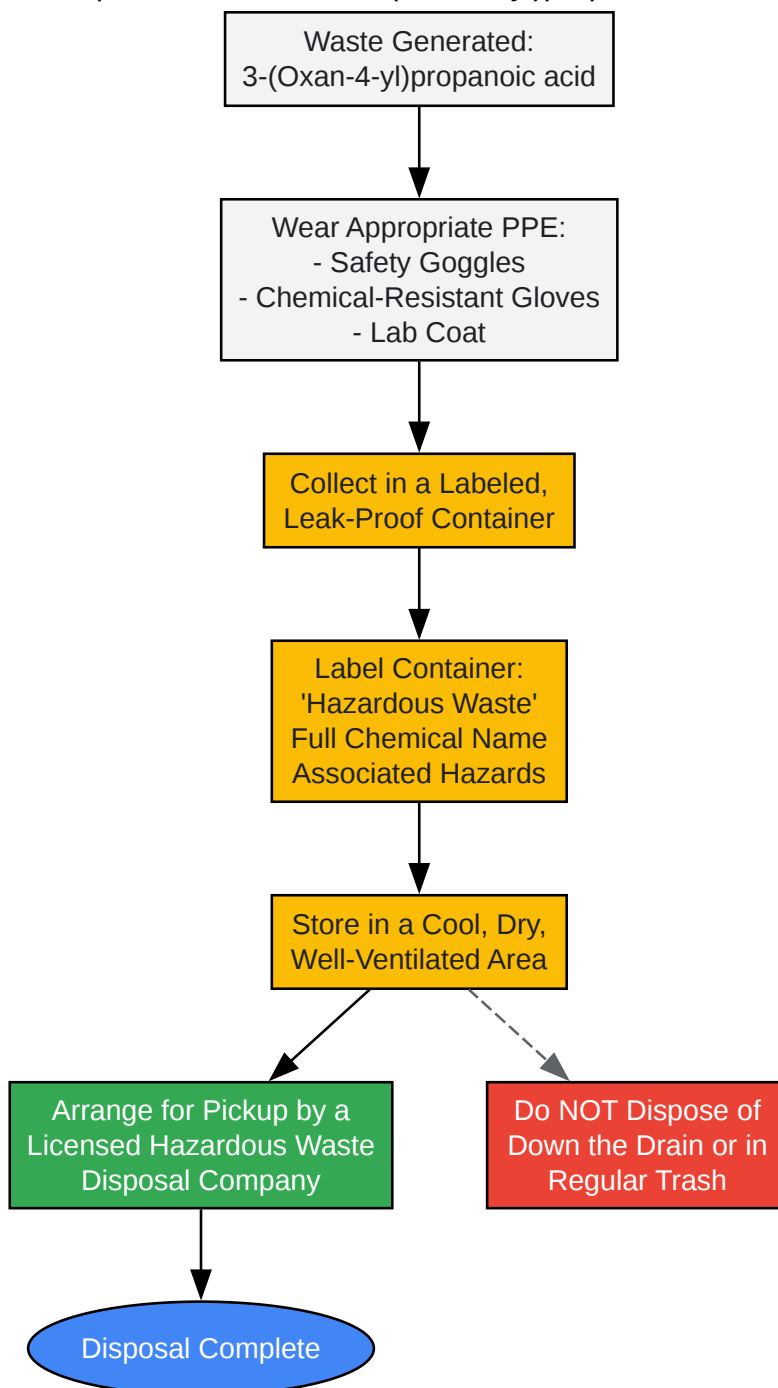 Waste Generated:
3-(Oxan-4-yl)propanoic acid
Wear Appropriate PPE:
- Safety Goggles
- Chemical-Resistant Gloves
- Lab Coat
Collect in a Labeled,
Leak-Proof Container
Label Container:
'Hazardous Waste'
Full Chemical Name
Associated Hazards
Store in a Cool, Dry,
Well-Ventilated Area
Arrange for Pickup by a
Licensed Hazardous Waste
Disposal Company
Do NOT Dispose of
Down the Drain or in
Regular Trash
Disposal Complete